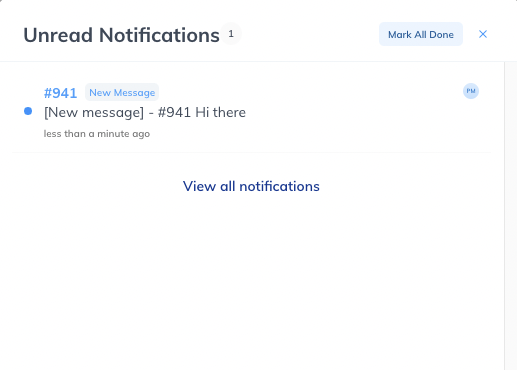 Unread Notifications 1
Mark All Done
#941 New Message
PM
[New message] - #941 Hi there
less than a minute ago
View all notifications